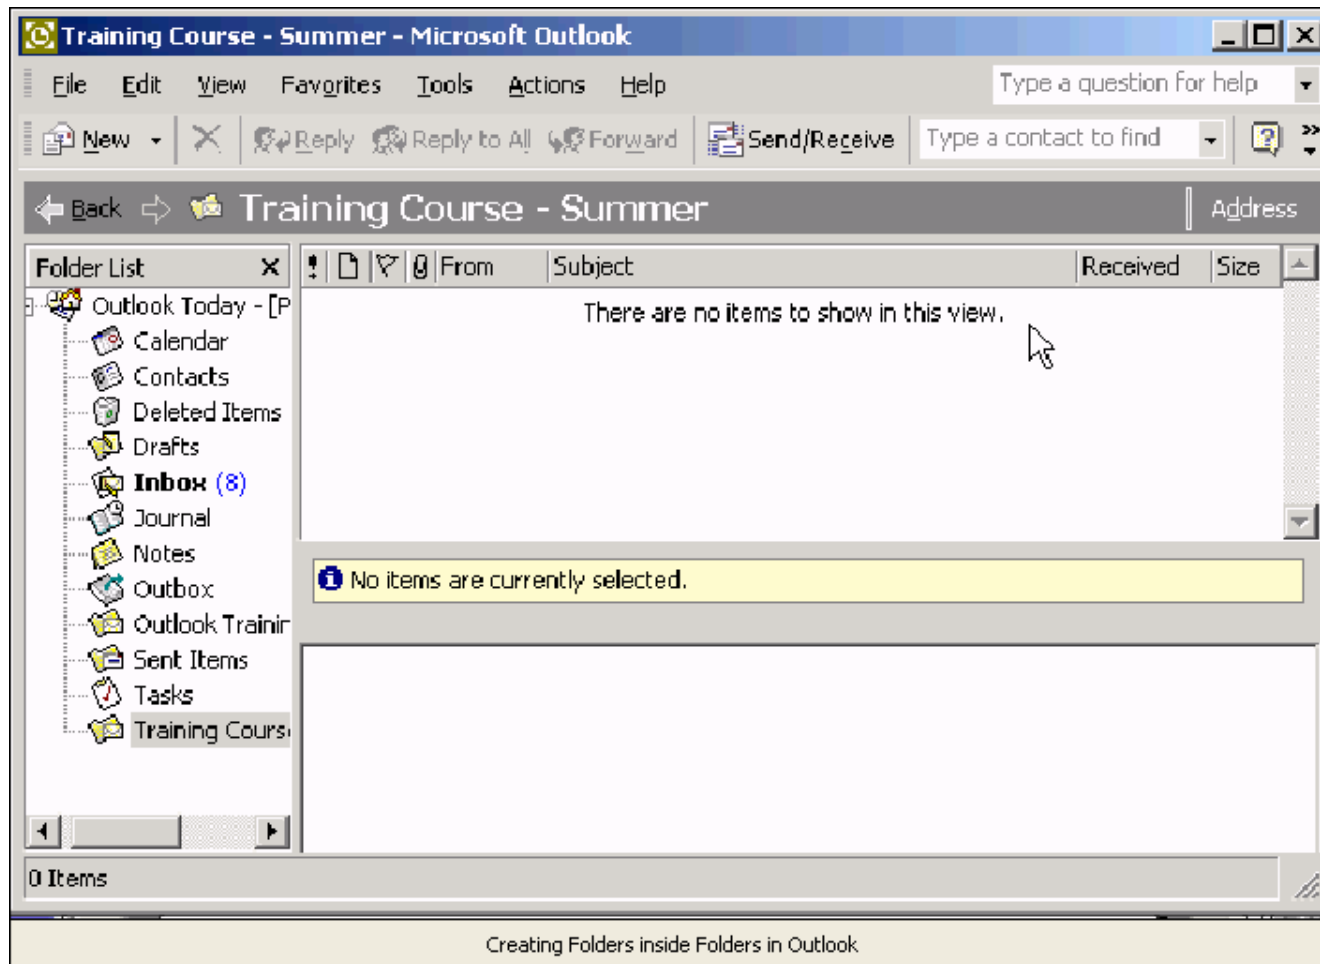 Training Course - Summer - Microsoft Outlook
File Edit View Favorites Tools Actions Help Type a question for help
New Reply Reply to All Forward Send/Receive Type a contact to find
Back Training Course - Summer Address
Folder List
! From Subject Received Size
Outlook Today - [P
There are no items to show in this view.
Calendar
Contacts
Deleted Items
Drafts
Inbox (8)
Journal
Notes
Outbox
Outlook Trainin
Sent Items
Tasks
Training Cours
No items are currently selected.
0 Items
Creating Folders inside Folders in Outlook